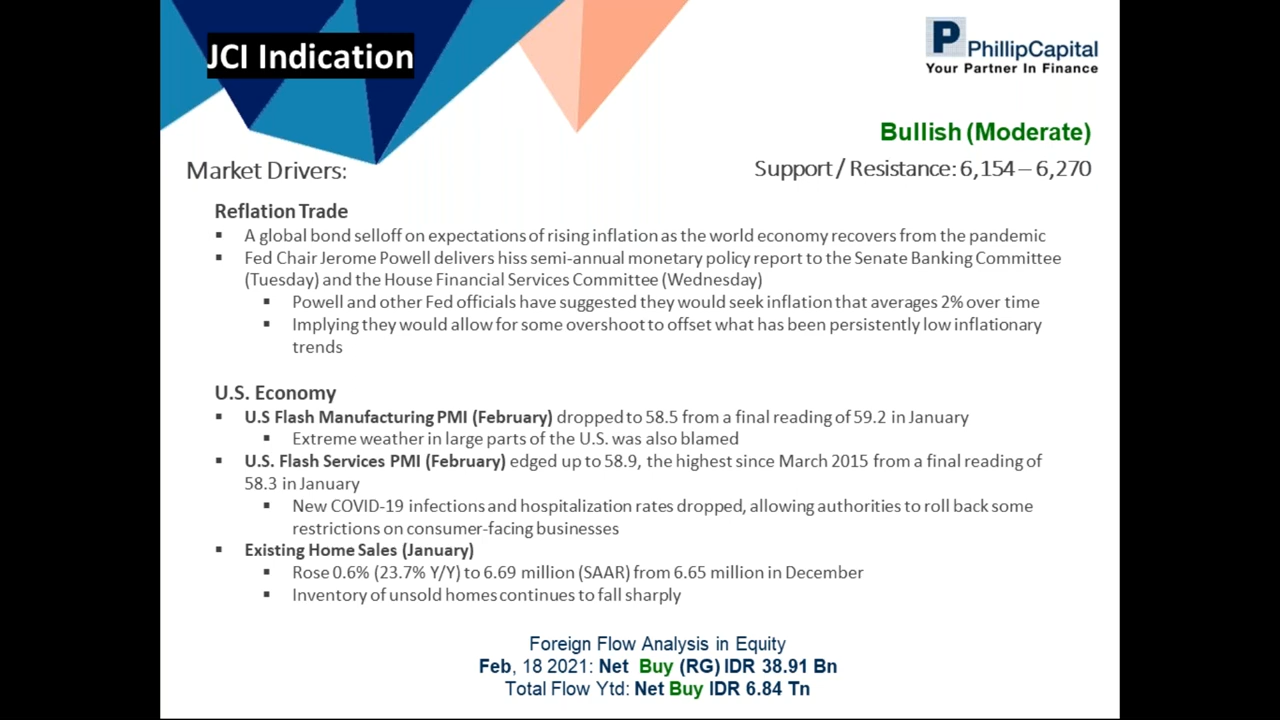 JCI Indication
P PhillipCapital
Your Partner In Finance
Bullish (Moderate)
Market Drivers:
Support / Resistance: 6,154 – 6,270
Reflation Trade
▪ A global bond selloff on expectations of rising inflation as the world economy recovers from the pandemic
▪ Fed Chair Jerome Powell delivers hiss semi-annual monetary policy report to the Senate Banking Committee
(Tuesday) and the House Financial Services Committee (Wednesday)
▪ Powell and other Fed officials have suggested they would seek inflation that averages 2% over time
▪ Implying they would allow for some overshoot to offset what has been persistently low inflationary
trends
U.S. Economy
▪ U.S Flash Manufacturing PMI (February) dropped to 58.5 from a final reading of 59.2 in January
▪ Extreme weather in large parts of the U.S. was also blamed
▪ U.S. Flash Services PMI (February) edged up to 58.9, the highest since March 2015 from a final reading of
58.3 in January
▪ New COVID-19 infections and hospitalization rates dropped, allowing authorities to roll back some
restrictions on consumer-facing businesses
▪ Existing Home Sales (January)
▪ Rose 0.6% (23.7% Y/Y) to 6.69 million (SAAR) from 6.65 million in December
▪ Inventory of unsold homes continues to fall sharply
Foreign Flow Analysis in Equity
Feb, 18 2021: Net Buy (RG) IDR 38.91 Bn
Total Flow Ytd: Net Buy IDR 6.84 Tn